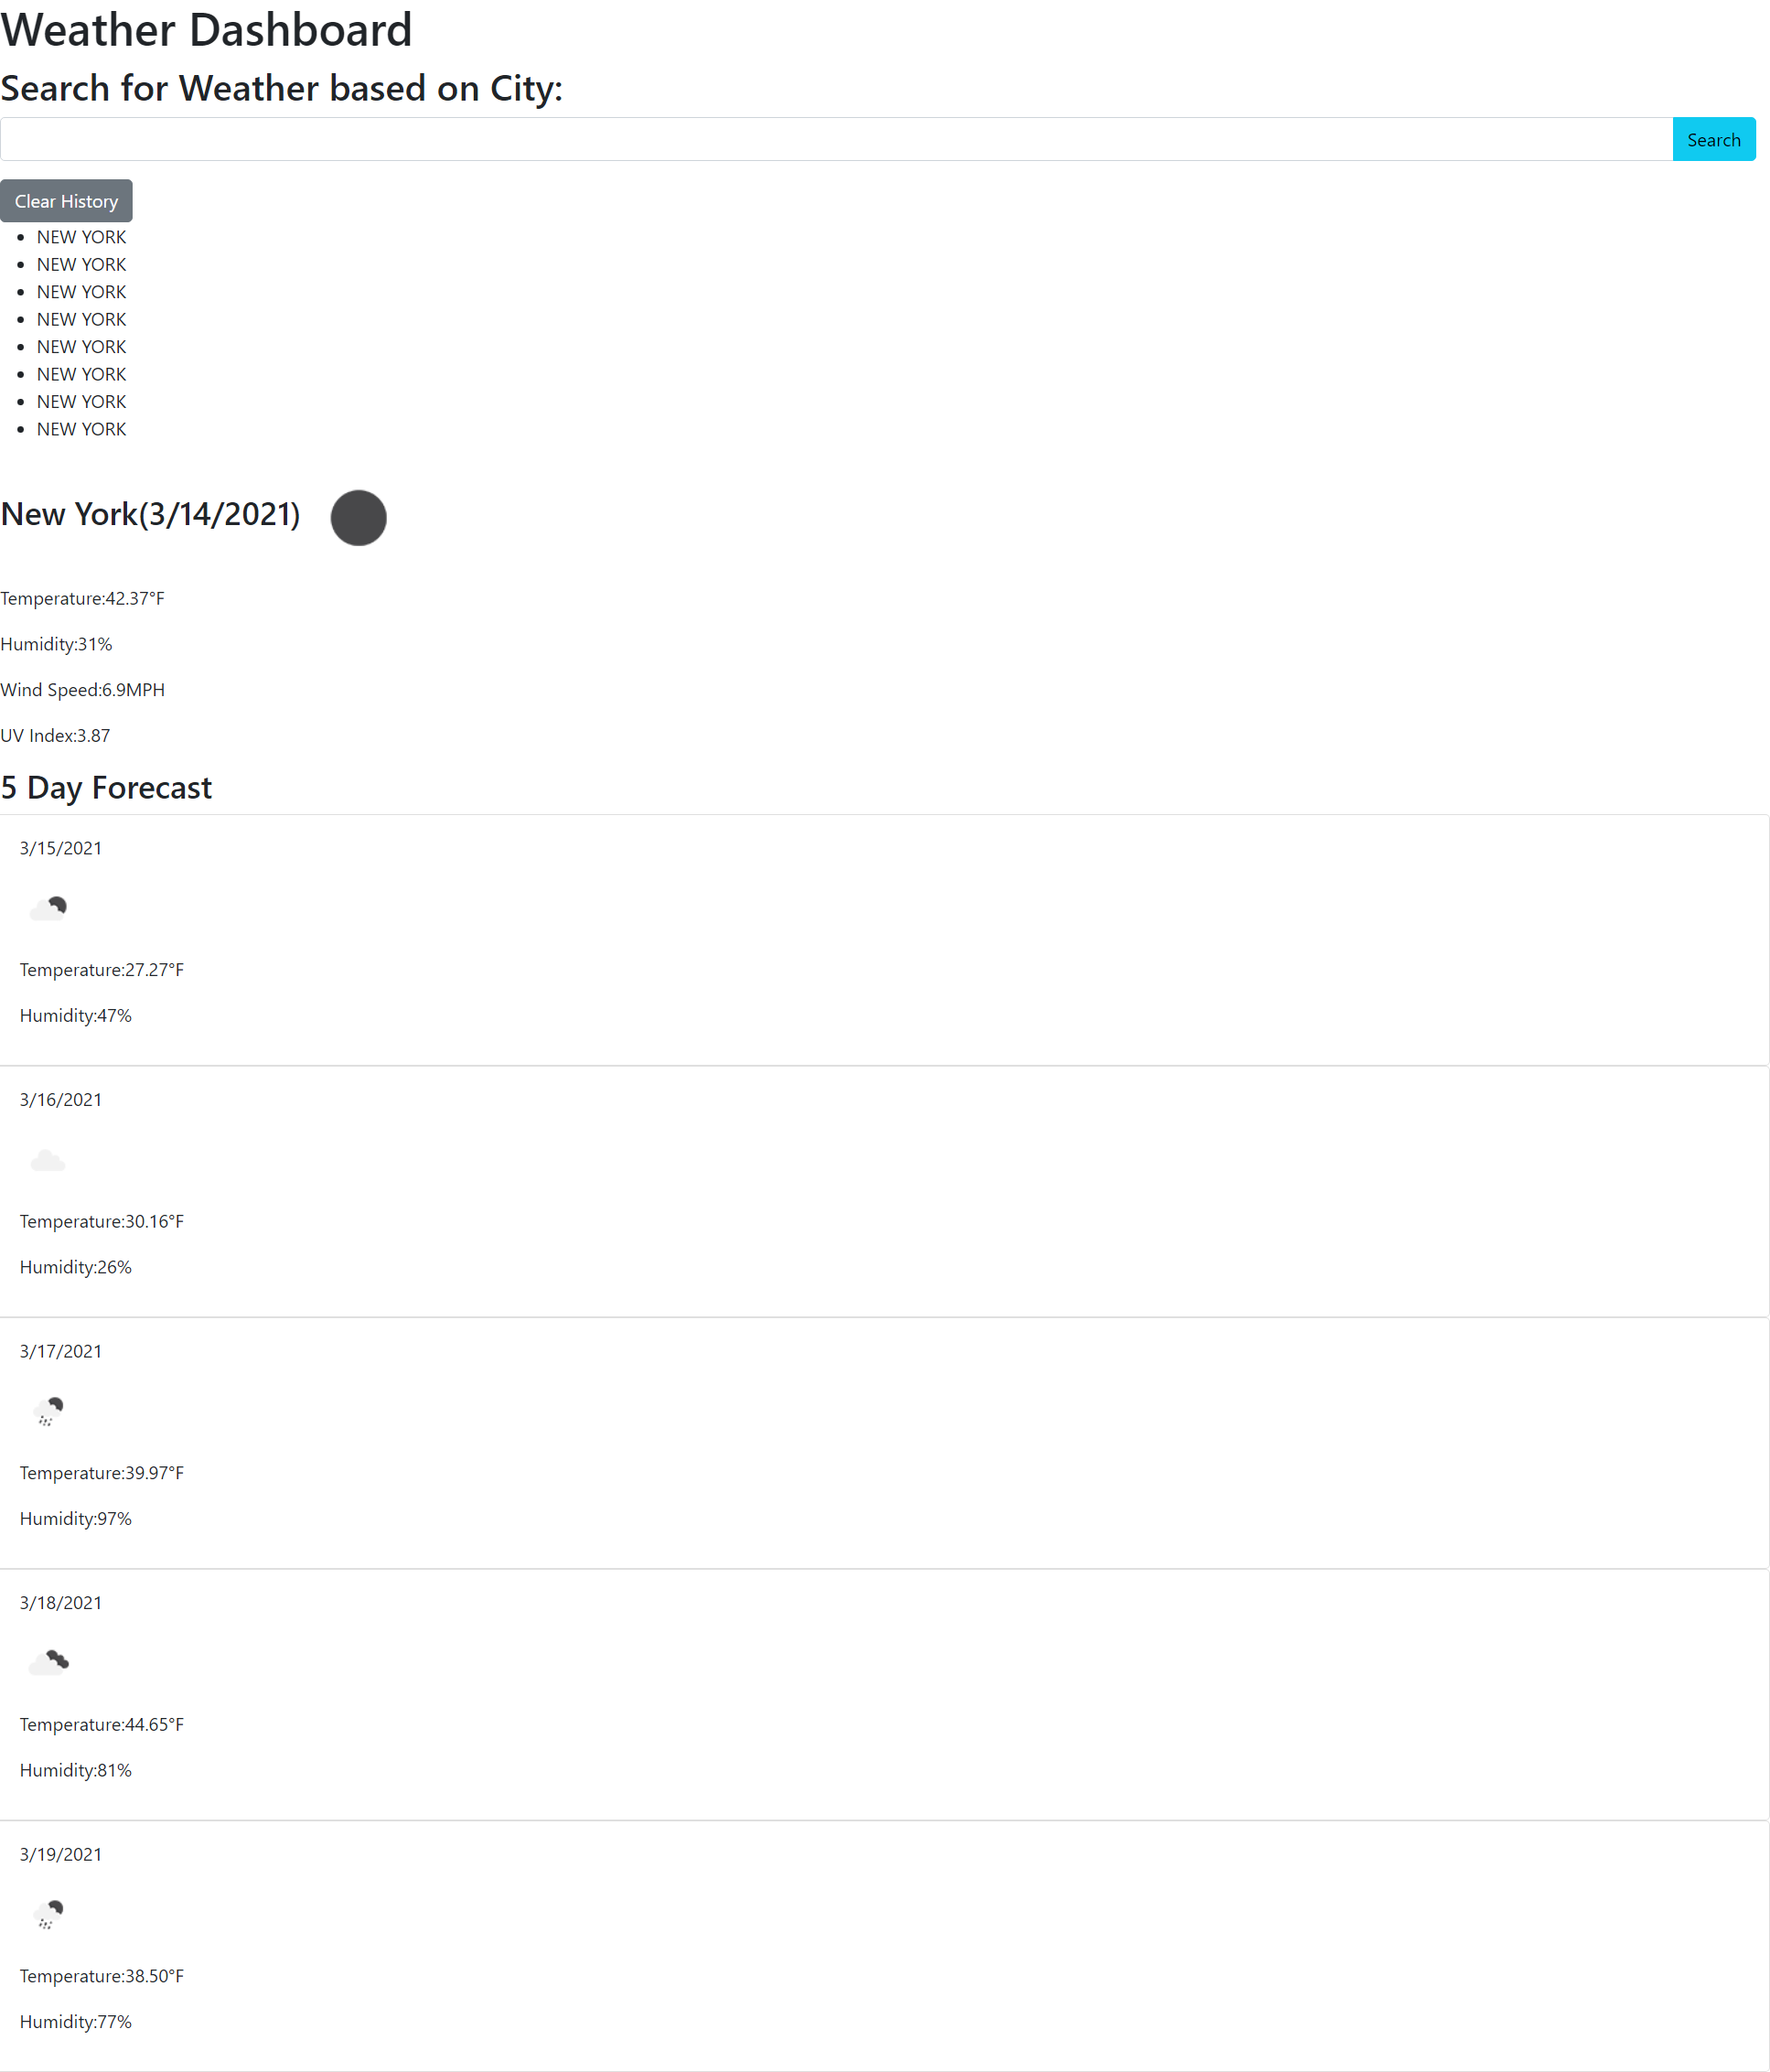 Weather Dashboard
Search for Weather based on City:
Search
Clear History
NEW YORK
NEW YORK
NEW YORK
NEW YORK
NEW YORK
NEW YORK
NEW YORK
NEW YORK
New York(3/14/2021)
Temperature:42.37°F
Humidity:31%
Wind Speed:6.9MPH
UV Index:3.87
5 Day Forecast
3/15/2021
Temperature:27.27°F
Humidity:47%
3/16/2021
Temperature:30.16°F
Humidity:26%
3/17/2021
Temperature:39.97°F
Humidity:97%
3/18/2021
Temperature:44.65°F
Humidity:81%
3/19/2021
Temperature:38.50°F
Humidity:77%